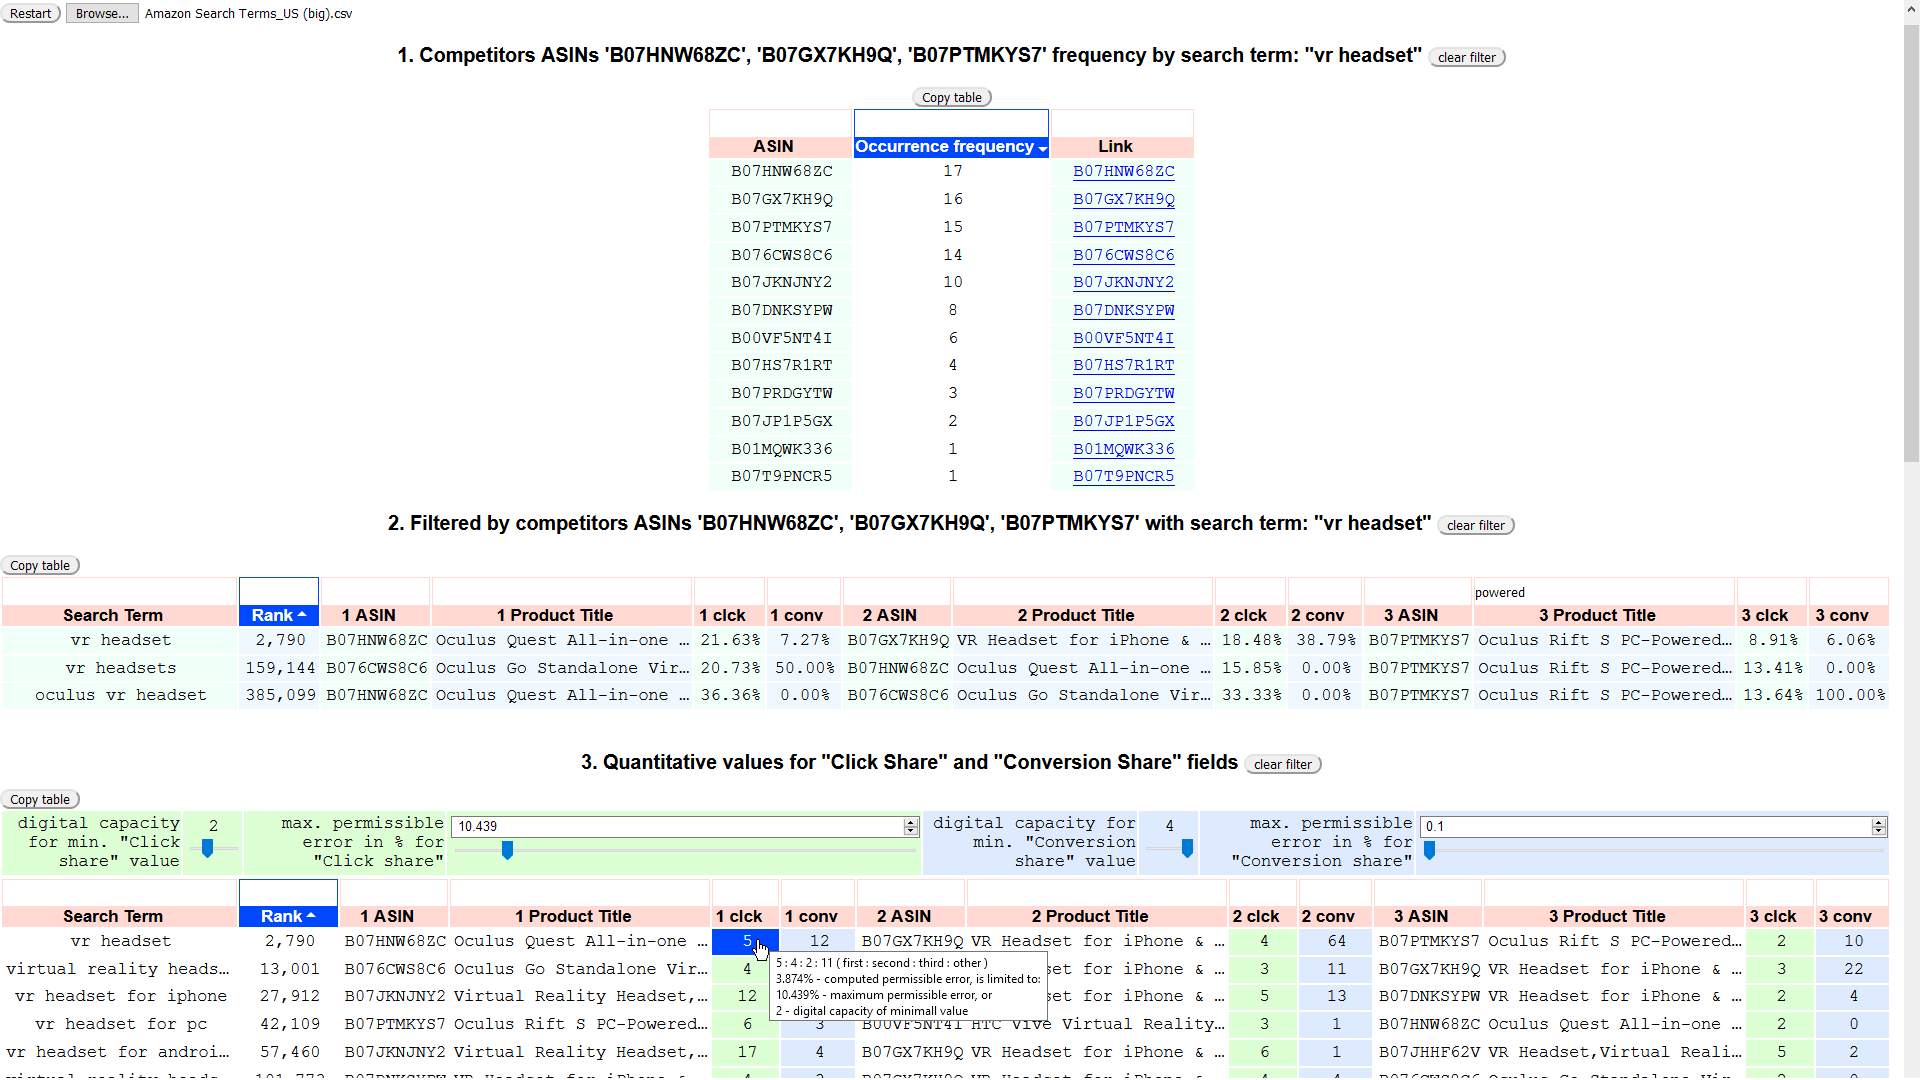 Restart Browse... Amazon Search Terms_US (big).csv
1. Competitors ASINs 'B07HNW68ZC', 'B07GX7KH9Q', 'B07PTMKYS7' frequency by search term: "vr headset" clear filter
Copy table
ASIN Occurrence frequency Link
B07HNW68ZC 17 B07HNW68ZC
B07GX7KH9Q 16 B07GX7KH9Q
B07PTMKYS7 15 B07PTMKYS7
B076CWS8C6 14 B076CWS8C6
B07JKNJNY2 10 B07JKNJNY2
B07DNKSYPW 8 B07DNKSYPW
B00VF5NT4I 6 B00VF5NT4I
B07HS7R1RT 4 B07HS7R1RT
B07PRDGYTW 3 B07PRDGYTW
B07JP1P5GX 2 B07JP1P5GX
B01MQWK336 1 B01MQWK336
B07T9PNCR5 1 B07T9PNCR5
2. Filtered by competitors ASINs 'B07HNW68ZC', 'B07GX7KH9Q', 'B07PTMKYS7' with search term: "vr headset" clear filter
Copy table
powered
Search Term Rank 1 ASIN 1 Product Title 1 clck 1 conv 2 ASIN 2 Product Title 2 clck 2 conv 3 ASIN 3 Product Title 3 clck 3 conv
vr headset 2,790 B07HNW68ZC Oculus Quest All-in-one … 21.63% 7.27% B07GX7KH9Q VR Headset for iPhone & … 18.48% 38.79% B07PTMKYS7 Oculus Rift S PC-Powered… 8.91% 6.06%
vr headsets 159,144 B076CWS8C6 Oculus Go Standalone Vir… 20.73% 50.00% B07HNW68ZC Oculus Quest All-in-one … 15.85% 0.00% B07PTMKYS7 Oculus Rift S PC-Powered… 13.41% 0.00%
oculus vr headset 385,099 B07HNW68ZC Oculus Quest All-in-one … 36.36% 0.00% B076CWS8C6 Oculus Go Standalone Vir… 33.33% 0.00% B07PTMKYS7 Oculus Rift S PC-Powered… 13.64% 100.00%
3. Quantitative values for "Click Share" and "Conversion Share" fields clear filter
Copy table
digital capacity for min. "Click share" value 2 max. permissible error in % for "Click share" 10.439 digital capacity for min. "Conversion share" value 4 max. permissible error in % for "Conversion share" 0.1
Search Term Rank 1 ASIN 1 Product Title 1 clck 1 conv 2 ASIN 2 Product Title 2 clck 2 conv 3 ASIN 3 Product Title 3 clck 3 conv
vr headset 2,790 B07HNW68ZC Oculus Quest All-in-one … 5 12 B07GX7KH9Q VR Headset for iPhone & … 4 64 B07PTMKYS7 Oculus Rift S PC-Powered… 2 10
5 : 4 : 2 : 11 ( first : second : third : other )
3.874% - computed permissible error, is limited to:
10.439% - maximum permissible error, or
2 - digital capacity of minimall value
virtual reality heads… 13,001 B076CWS8C6 Oculus Go Standalone Vir… 4 for iPhone & … 3 11 B07GX7KH9Q VR Headset for iPhone & … 3 22
vr headset for iphone 27,912 B07JKNJNY2 Virtual Reality Headset,… 12 for iPhone & … 5 13 B07DNKSYPW VR Headset for iPhone & … 2 4
vr headset for pc 42,109 B07PTMKYS7 Oculus Rift S PC-Powered… 6 3 B00VF5NT4I HTC Vive Virtual Reality… 3 1 B07HNW68ZC Oculus Quest All-in-one … 2 0
vr headset for androi… 57,460 B07JKNJNY2 Virtual Reality Headset,… 17 4 B07GX7KH9Q VR Headset for iPhone & … 6 1 B07JHHF62V VR Headset,Virtual Reali… 5 2